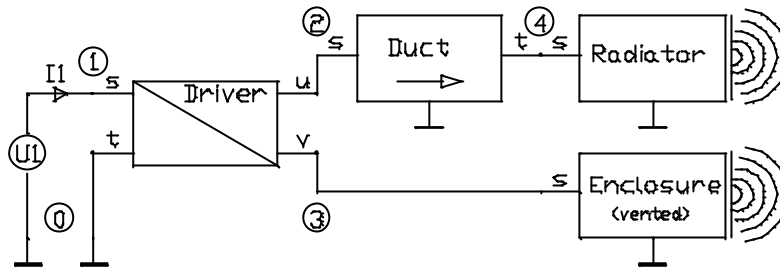 2
4
s
Duct
t
s
Radiator
I1
1
s
Driver
u
t
v
U1
0
3
s
Enclosure
(vented)